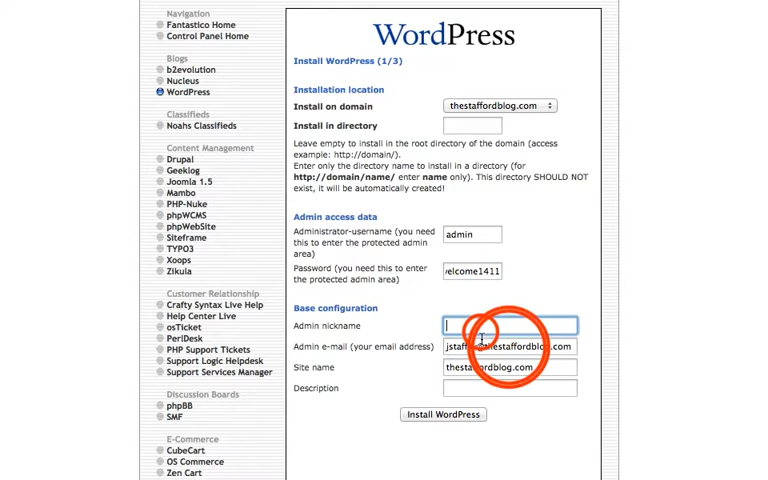 Navigation
Fantastico Home
Control Panel Home
Blogs
b2evolution
Nucleus
WordPress
Classifieds
Noahs Classifieds
Content Management
Drupal
Geeklog
Joomla 1.5
Mambo
PHP-Nuke
phpWCMS
phpWebSite
Siteframe
TYPO3
Xoops
Zikula
Customer Relationship
Crafty Syntax Live Help
Help Center Live
osTicket
PerlDesk
PHP Support Tickets
Support Logic Helpdesk
Support Services Manager
Discussion Boards
phpBB
SMF
E-Commerce
CubeCart
OS Commerce
Zen Cart
WordPress
Install WordPress (1/3)
Installation location
Install on domain thestaffordblog.com
Install in directory
Leave empty to install in the root directory of the domain (access
example: http://domain/).
Enter only the directory name to install in a directory (for
http://domain/name/ enter name only). This directory SHOULD NOT
exist, it will be automatically created!
Admin access data
Administrator-username (you need admin
this to enter the protected admin
area)
Password (you need this to enter elcome1411
the protected admin area)
Base configuration
Admin nickname
Admin e-mail (your email address)
Site name thestaffordblog.com
Description
Install WordPress